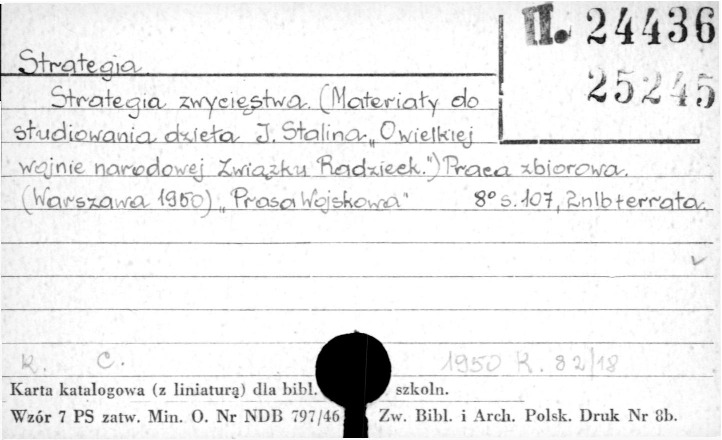 II. 24436
Strategia
25245
Strategia zwycięstwa. (Materiały do
studiowania dzieła J. Stalina „O wielkiej
wojnie narodowej Związku Radzieck.") Praca zbiorowa.
(Warszawa 1950) „Prasa Wojskowa" 8° s. 107, 2nlb+errata.
K. C. 1950 K. 82/18
Karta katalogowa (z liniaturą) dla bibl. szkoln.
Wzór 7 PS zatw. Min. O. Nr NDB 797/46 Zw. Bibl. i Arch. Polsk. Druk Nr 8b.